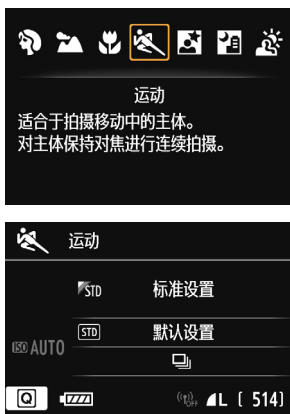 运动
适合于拍摄移动中的主体。
对主体保持对焦进行连续拍摄。
运动
STD 标准设置
STD 默认设置
ISO AUTO
Q OFF L [ 514]